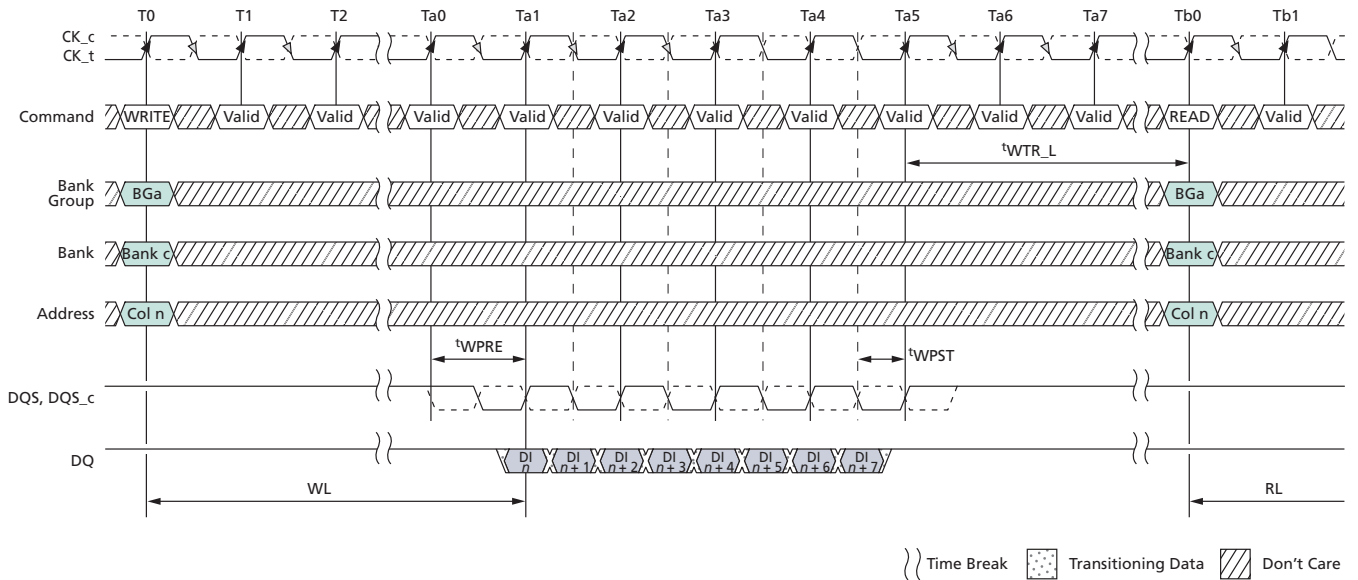 T0 T1 T2 Ta0 Ta1 Ta2 Ta3 Ta4 Ta5 Ta6 Ta7 Tb0 Tb1
CK_c
CK_t
Command WRITE Valid Valid Valid Valid Valid Valid Valid Valid Valid Valid READ Valid
tWTR_L
Bank Group BGa BGa
Bank Bank c Bank c
Address Col n Col n
tWPRE tWPST
DQS, DQS_c
DQ DI n DI n + 1 DI n + 2 DI n + 3 DI n + 4 DI n + 5 DI n + 6 DI n + 7
WL RL
Time Break Transitioning Data Don't Care